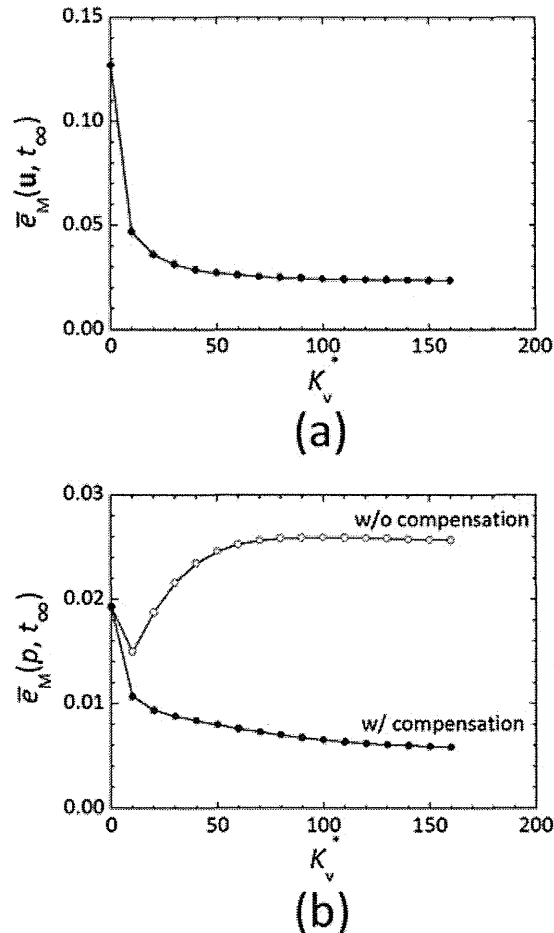 0.15
0.10
0.05
0.00
ē_M(u, t_∞)
0 50 100 150 200
K_v^*
(a)
0.03
0.02
0.01
0.00
ē_M(p, t_∞)
w/o compensation
w/ compensation
0 50 100 150 200
K_v^*
(b)